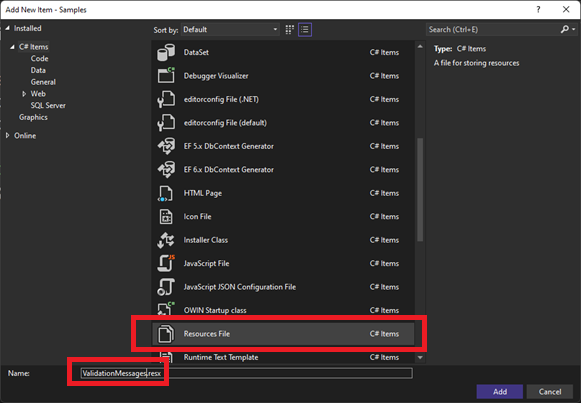 Add New Item - Samples
Installed
Sort by: Default
Search (Ctrl+E)
C# Items
Code
Data
General
Web
SQL Server
Graphics
Online
DataSet C# Items
Debugger Visualizer C# Items
editorconfig File (.NET) C# Items
editorconfig File (default) C# Items
EF 5.x DbContext Generator C# Items
EF 6.x DbContext Generator C# Items
HTML Page C# Items
Icon File C# Items
Installer Class C# Items
JavaScript File C# Items
JavaScript JSON Configuration File C# Items
OWIN Startup class C# Items
Resources File C# Items
Runtime Text Template C# Items
Type: C# Items
A file for storing resources
Name: ValidationMessages.resx
Add Cancel